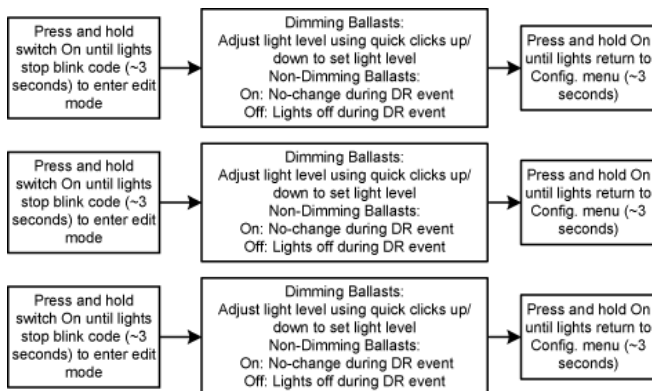 Press and hold
switch On until lights
stop blink code (~3
seconds) to enter edit
mode
Dimming Ballasts:
Adjust light level using quick clicks up/
down to set light level
Non-Dimming Ballasts:
On: No-change during DR event
Off: Lights off during DR event
Press and hold On
until lights return to
Config. menu (~3
seconds)
Press and hold
switch On until lights
stop blink code (~3
seconds) to enter edit
mode
Dimming Ballasts:
Adjust light level using quick clicks up/
down to set light level
Non-Dimming Ballasts:
On: No-change during DR event
Off: Lights off during DR event
Press and hold On
until lights return to
Config. menu (~3
seconds)
Press and hold
switch On until lights
stop blink code (~3
seconds) to enter edit
mode
Dimming Ballasts:
Adjust light level using quick clicks up/
down to set light level
Non-Dimming Ballasts:
On: No-change during DR event
Off: Lights off during DR event
Press and hold On
until lights return to
Config. menu (~3
seconds)